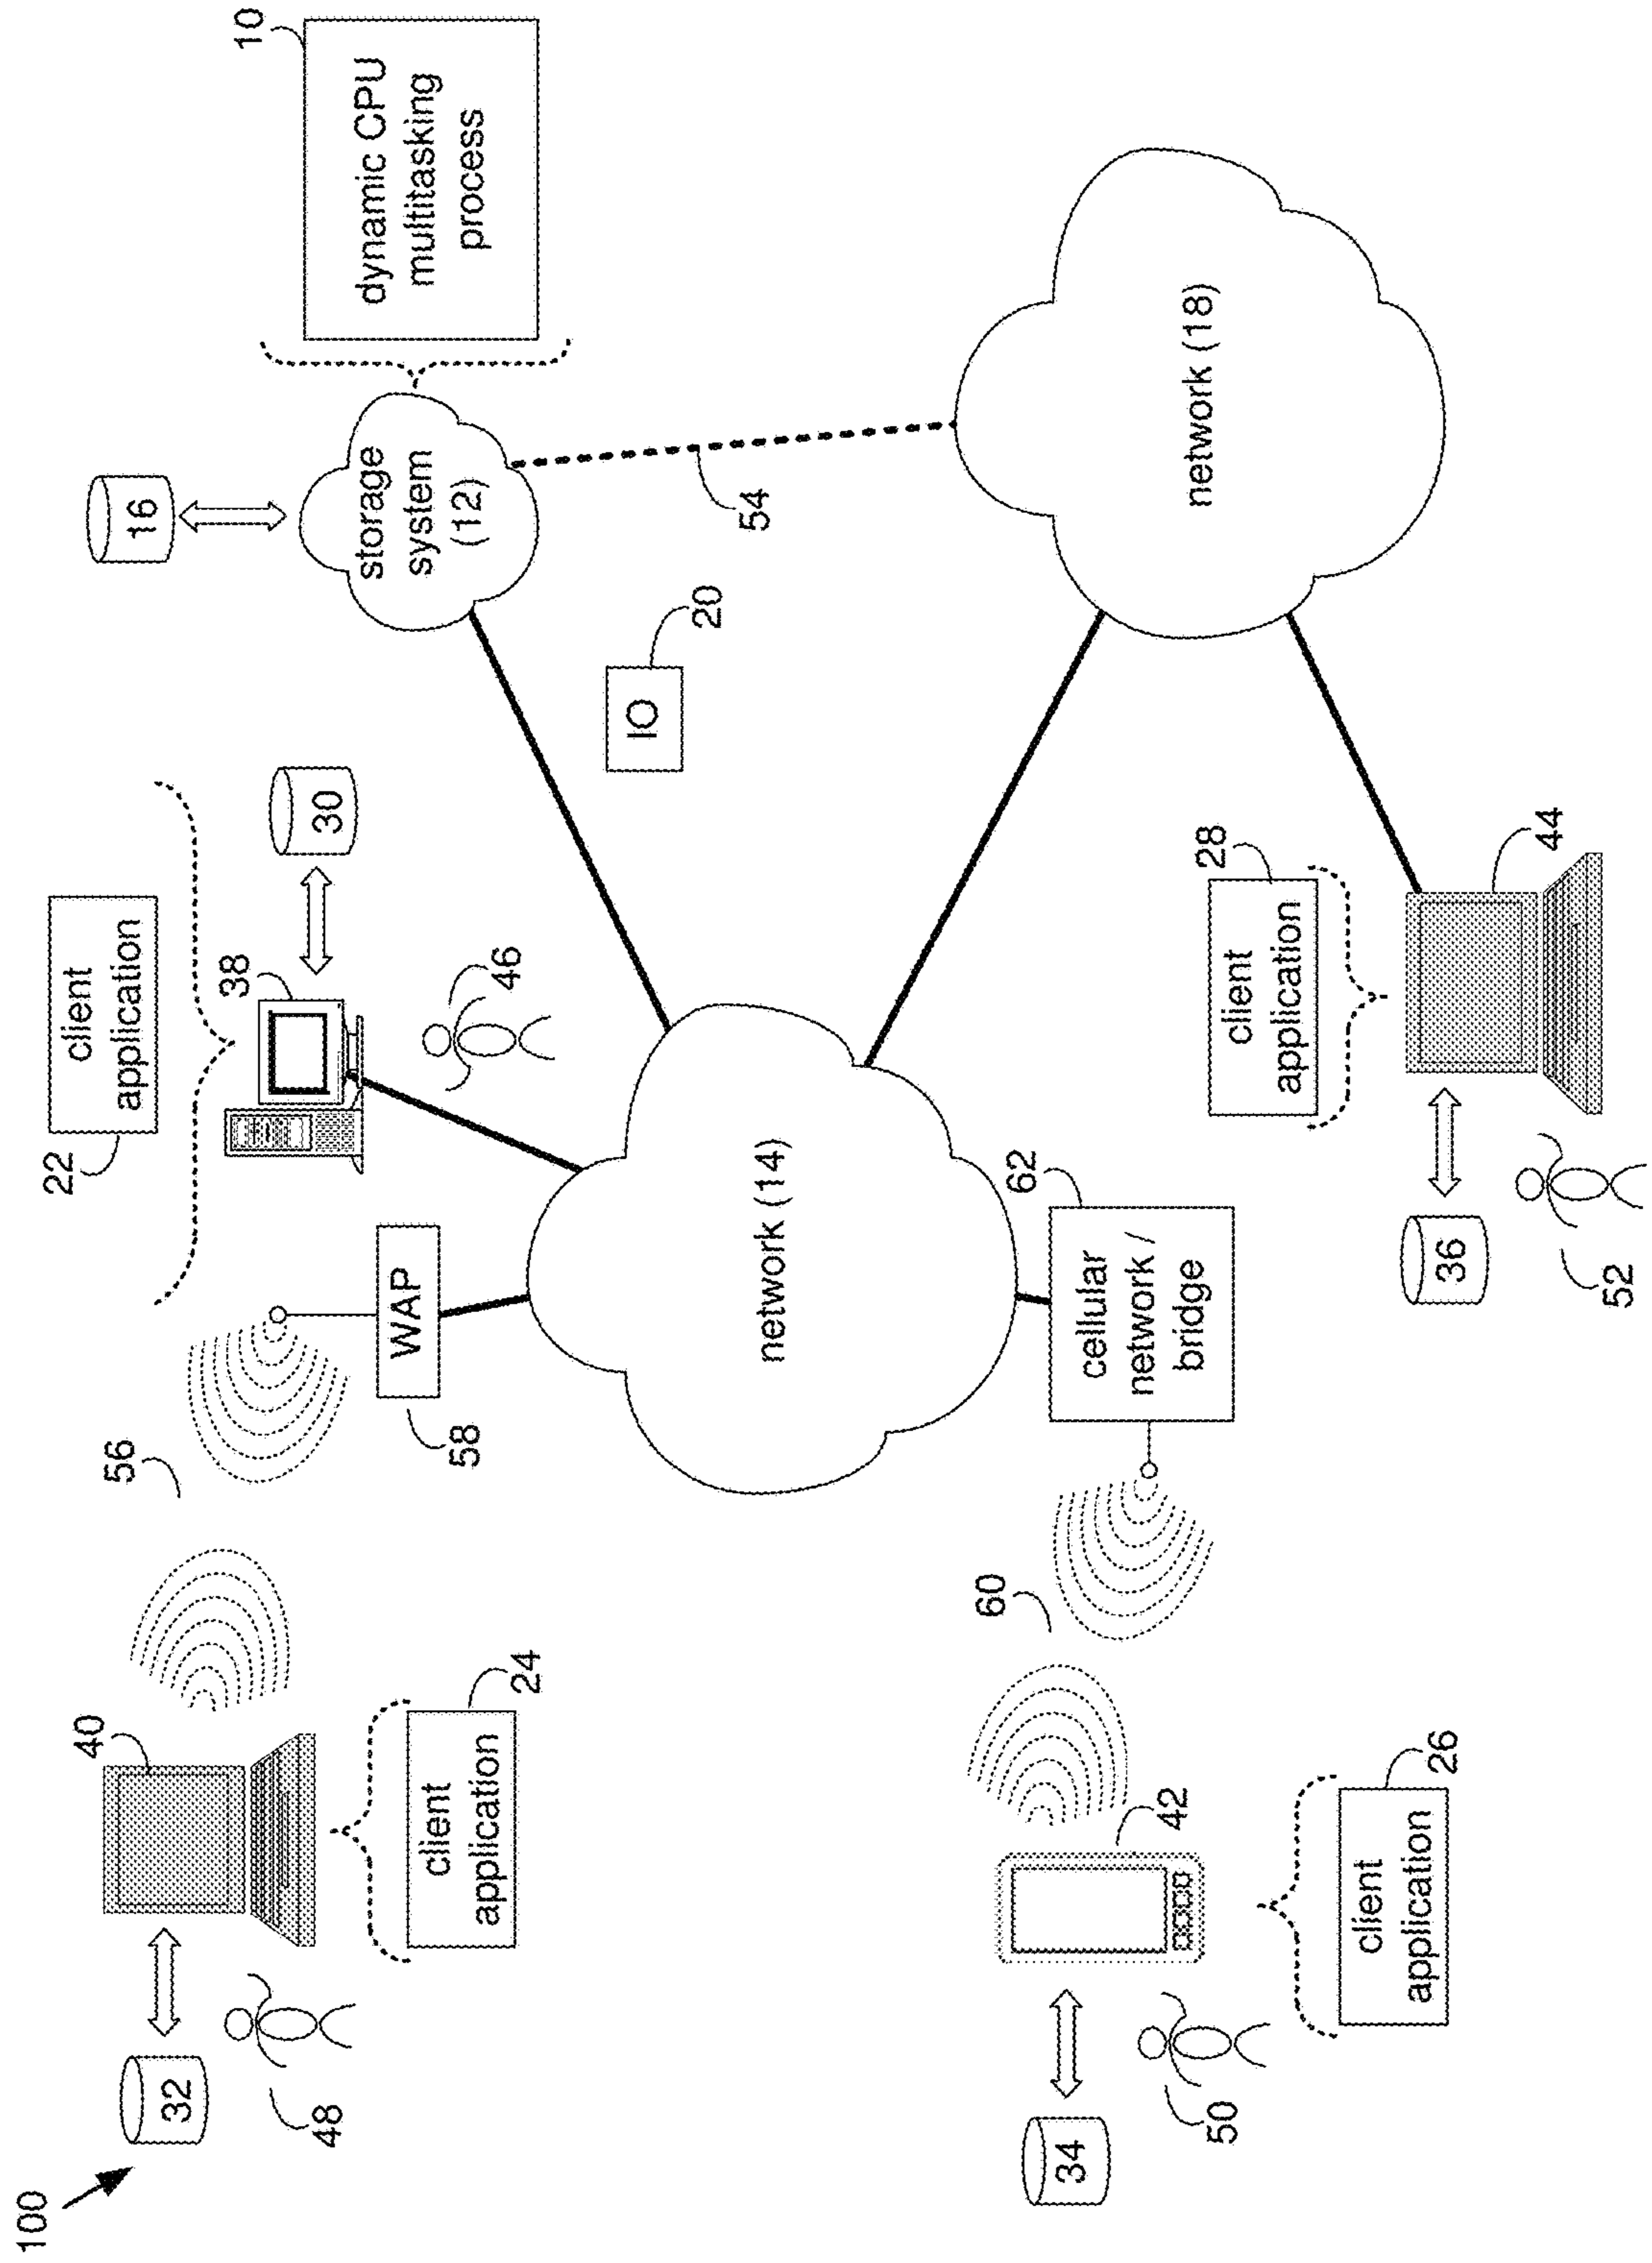 100
32
48
40
24
client
application
56
58
WAP
22
client
application
38
30
46
16
storage
system
(12)
10
dynamic CPU
multitasking
process
IO
20
54
network (14)
network (18)
34
50
42
26
client
application
60
62
cellular
network /
bridge
28
client
application
44
36
52